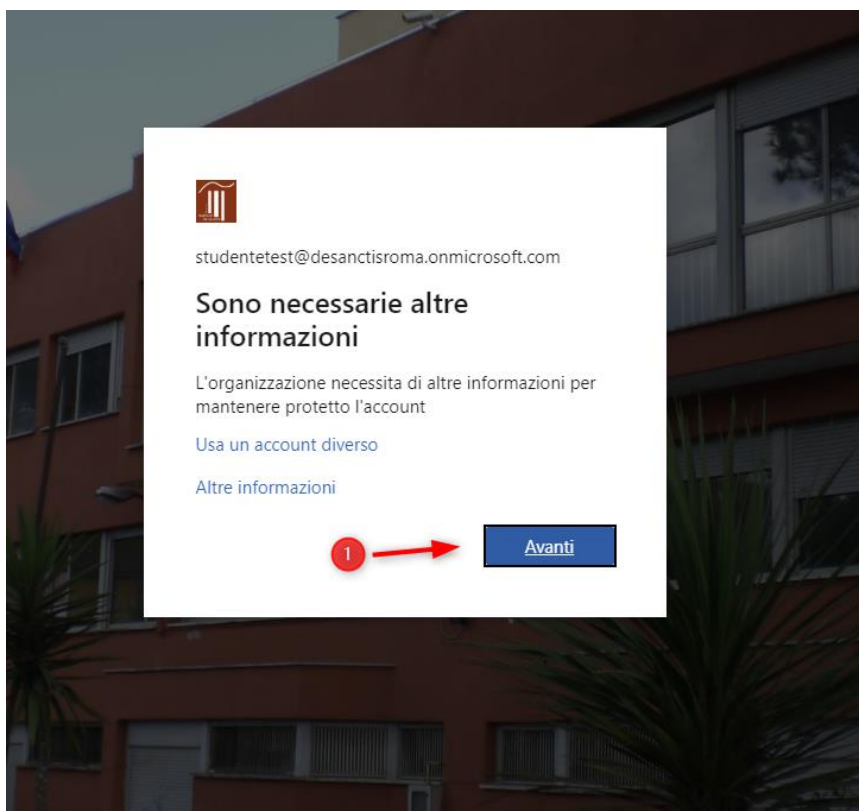 studentetest@desanctisroma.onmicrosoft.com
Sono necessarie altre
informazioni
L'organizzazione necessita di altre informazioni per
mantenere protetto l'account
Usa un account diverso
Altre informazioni
1
Avanti